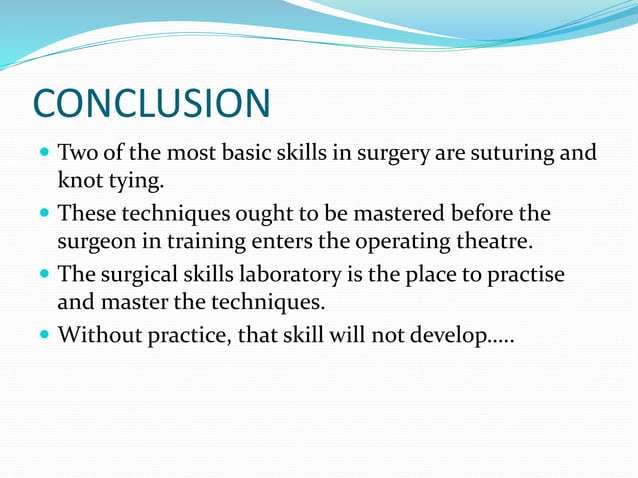 CONCLUSION
• Two of the most basic skills in surgery are suturing and
knot tying.
• These techniques ought to be mastered before the
surgeon in training enters the operating theatre.
• The surgical skills laboratory is the place to practise
and master the techniques.
• Without practice, that skill will not develop.....